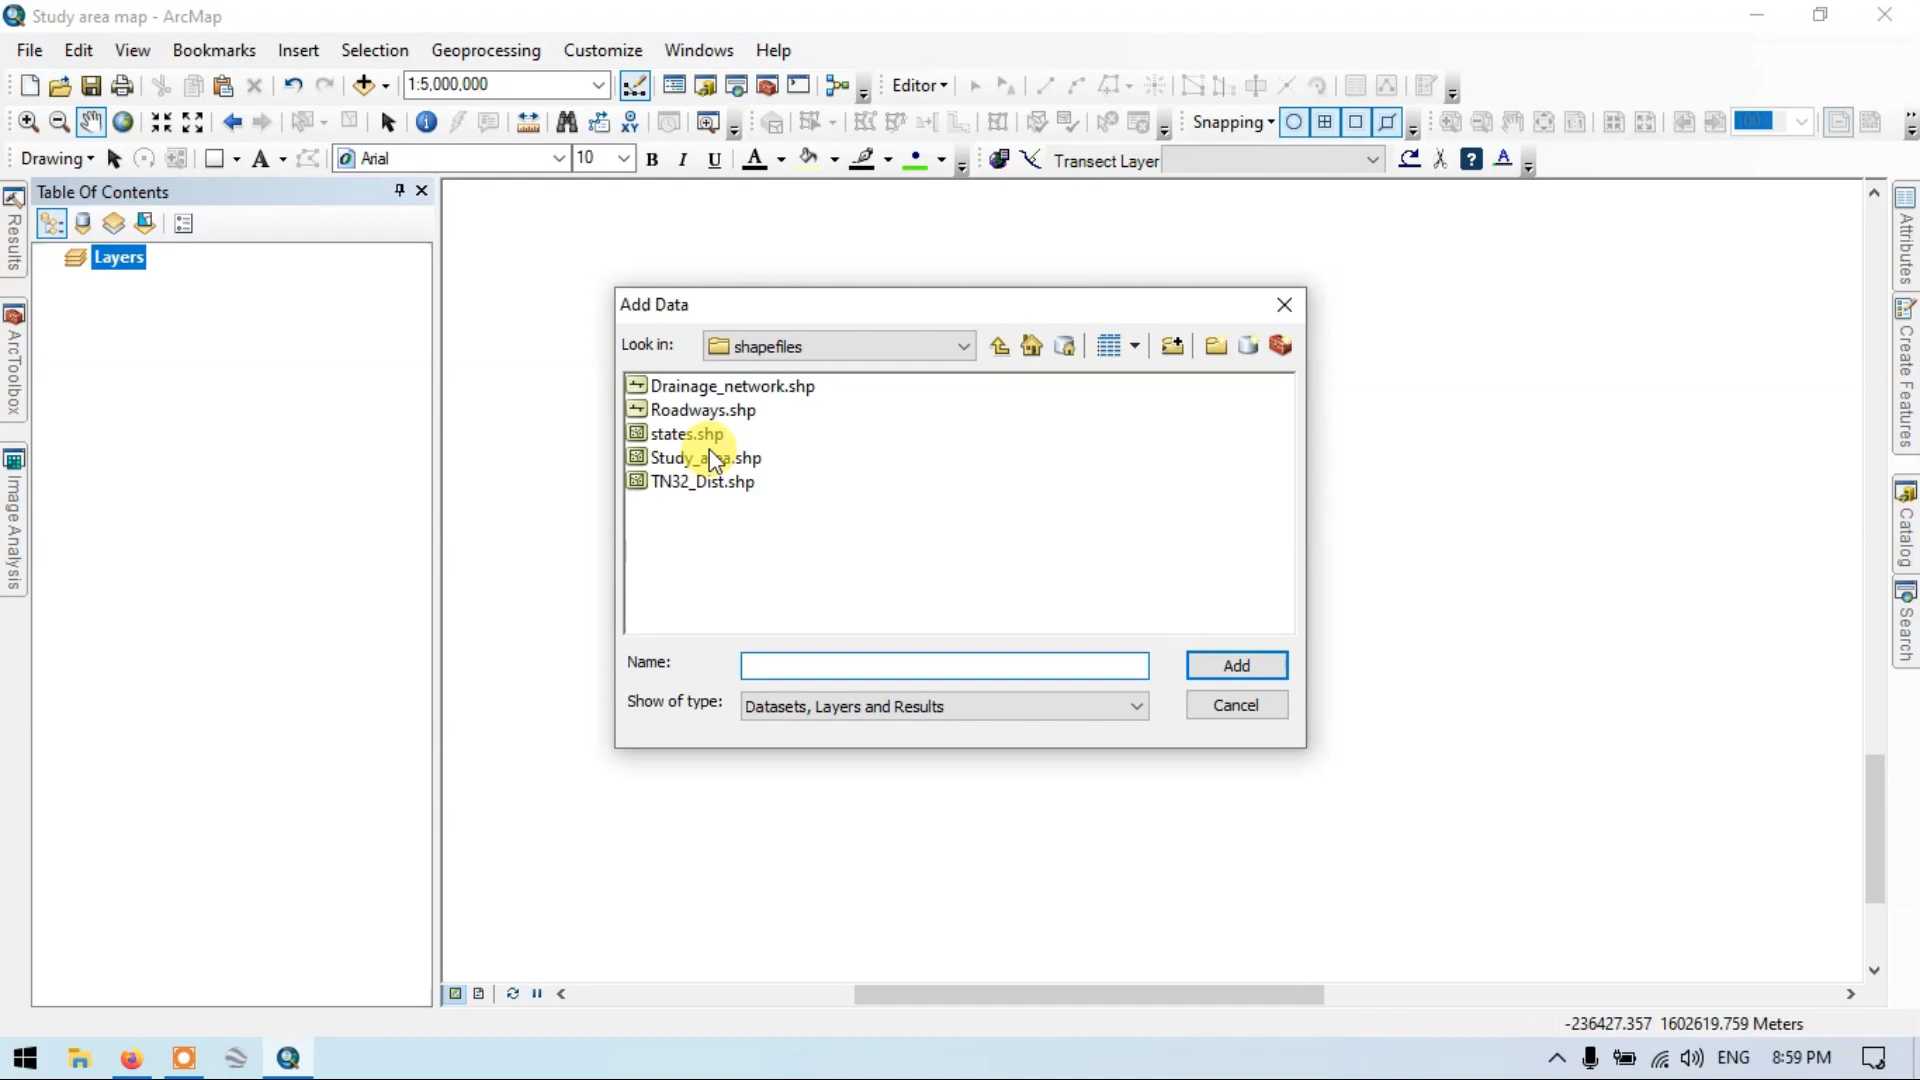 Study area map - ArcMap
File Edit View Bookmarks Insert Selection Geoprocessing Customize Windows Help
1:5,000,000 Editor
Snapping 100%
Drawing Arial 10 B I U A Transect Layer
Table Of Contents
Layers
Results
ArcToolbox
Image Analysis
Add Data
Look in: shapefiles
Drainage_network.shp
Roadways.shp
states.shp
Study_area.shp
TN32_Dist.shp
Name: Add
Show of type: Datasets, Layers and Results Cancel
Attributes
Create Features
Catalog
Search
-236427.357 1602619.759 Meters
ENG 8:59 PM